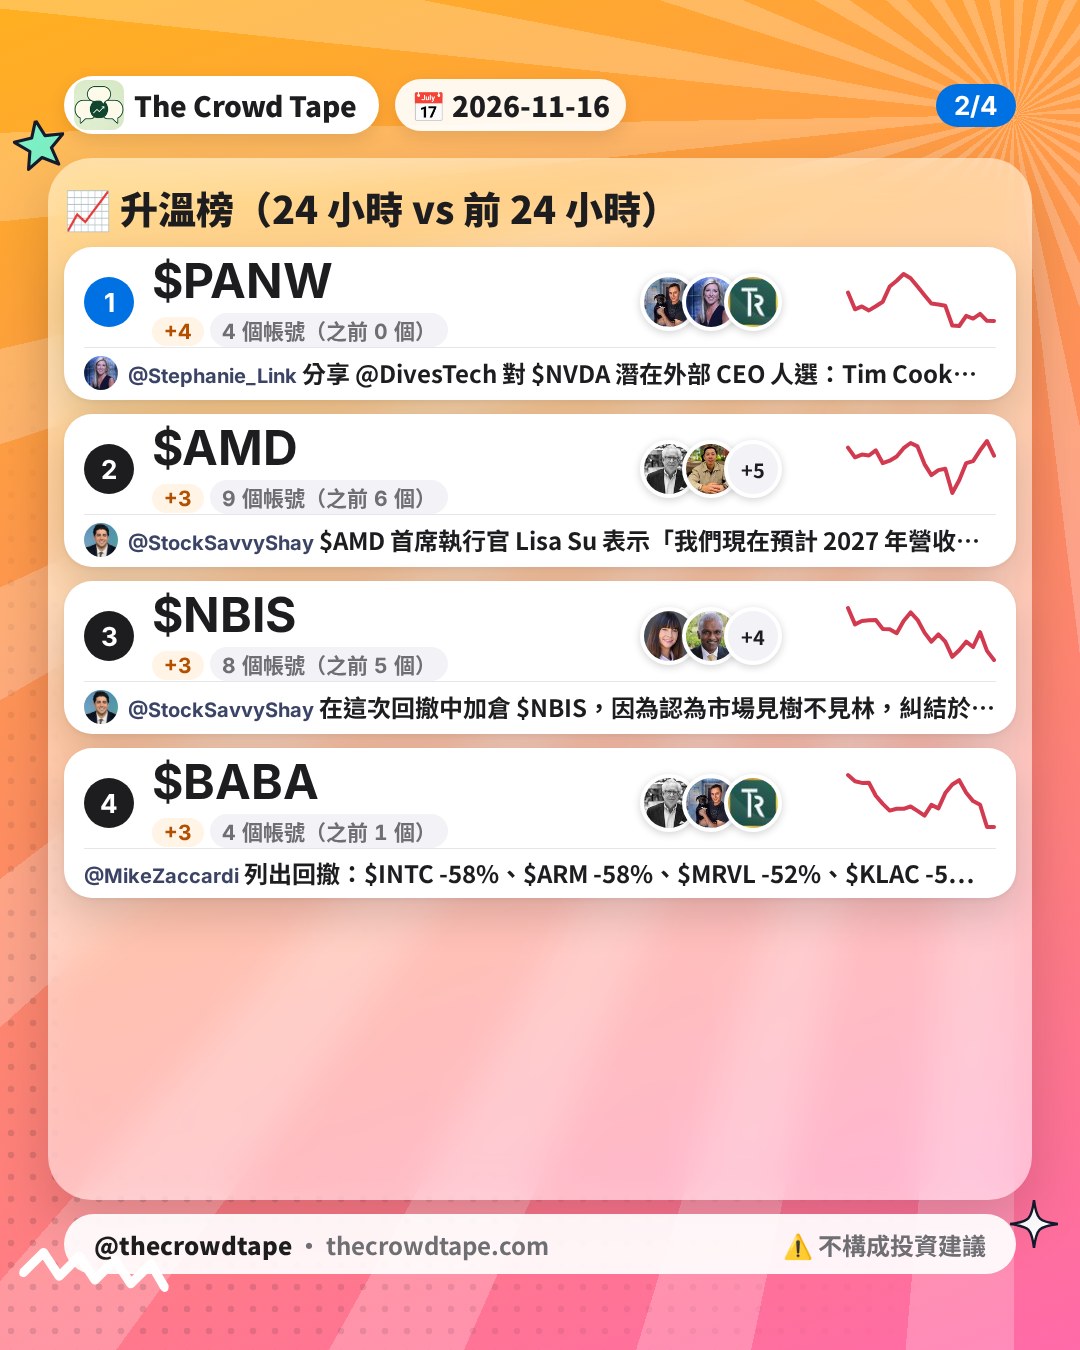 The Crowd Tape
📅 2026-11-16
2/4
📈 升溫榜（24 小時 vs 前 24 小時）
1
$PANW
+4
4 個帳號（之前 0 個）
@Stephanie_Link 分享 @DivesTech 對 $NVDA 潛在外部 CEO 人選：Tim Cook…
2
$AMD
+3
9 個帳號（之前 6 個）
+5
@StockSavvyShay $AMD 首席執行官 Lisa Su 表示「我們現在預計 2027 年營收…
3
$NBIS
+3
8 個帳號（之前 5 個）
+4
@StockSavvyShay 在這次回撤中加倉 $NBIS，因為認為市場見樹不見林，糾結於…
4
$BABA
+3
4 個帳號（之前 1 個）
@MikeZaccardi 列出回撤：$INTC -58%、$ARM -58%、$MRVL -52%、$KLAC -5…
@thecrowdtape • thecrowdtape.com
⚠️ 不構成投資建議